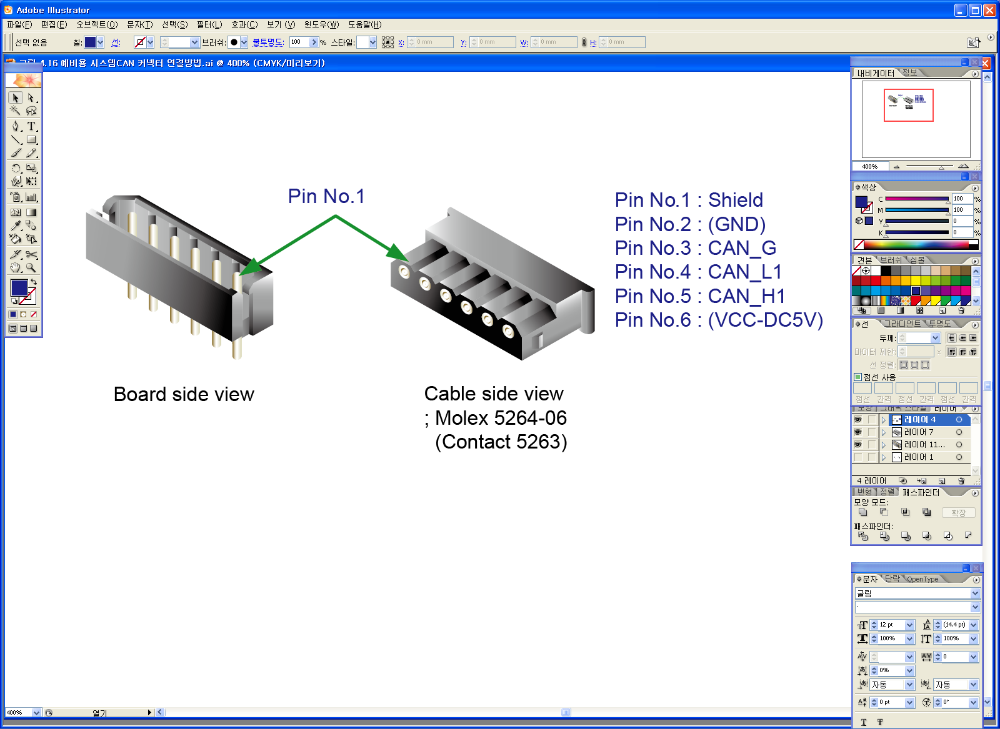 Adobe Illustrator
파일(F) 편집(E) 오브젝트(O) 문자(T) 선택(S) 필터(L) 효과(C) 보기 (V) 윈도우(W) 도움말(H)
선택 없음 칠: 선: 브러쉬: 불투명도: 100 % 스타일: X: 0 mm Y: 0 mm W: 0 mm H: 0 mm
4.16 예비용 시스템CAN 커넥터 연결방법.ai @ 400% (CMYK/미리보기)
Pin No.1
Pin No.1 : Shield
Pin No.2 : (GND)
Pin No.3 : CAN_G
Pin No.4 : CAN_L1
Pin No.5 : CAN_H1
Pin No.6 : (VCC-DC5V)
Board side view
Cable side view
; Molex 5264-06
(Contact 5263)
내비게이터 정보
400%
색상
C 100 %
M 100 %
Y 0 %
K 0 %
견본 브러쉬 심볼
선 그라디언트 투명도
두께:
마이터 제한: x
선 정렬:
점선 사용
점선 간격 점선 간격 점선 간격
모양 그래픽 스타일 레이어
레이어 4
레이어 7
레이어 11...
레이어 1
4 레이어
변형 정렬 패스파인더
모양 모드:
확장
패스파인더:
문자 단락 OpenType
굴림
-
12 pt (14.4 pt)
100% 100%
0
0%
자동 자동
0 pt 0°
400% 열기